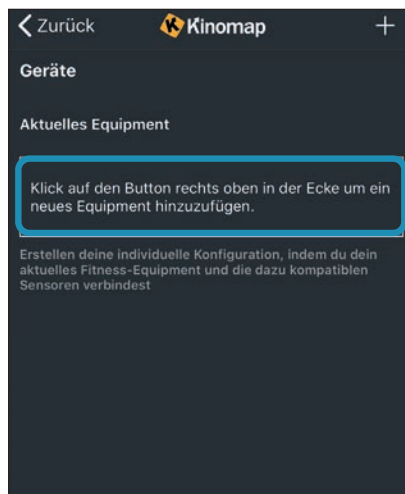 Zurück Kinomap +
Geräte
Aktuelles Equipment
Klick auf den Button rechts oben in der Ecke um ein
neues Equipment hinzuzufügen.
Erstellen deine individuelle Konfiguration, indem du dein
aktuelles Fitness-Equipment und die dazu kompatiblen
Sensoren verbindest